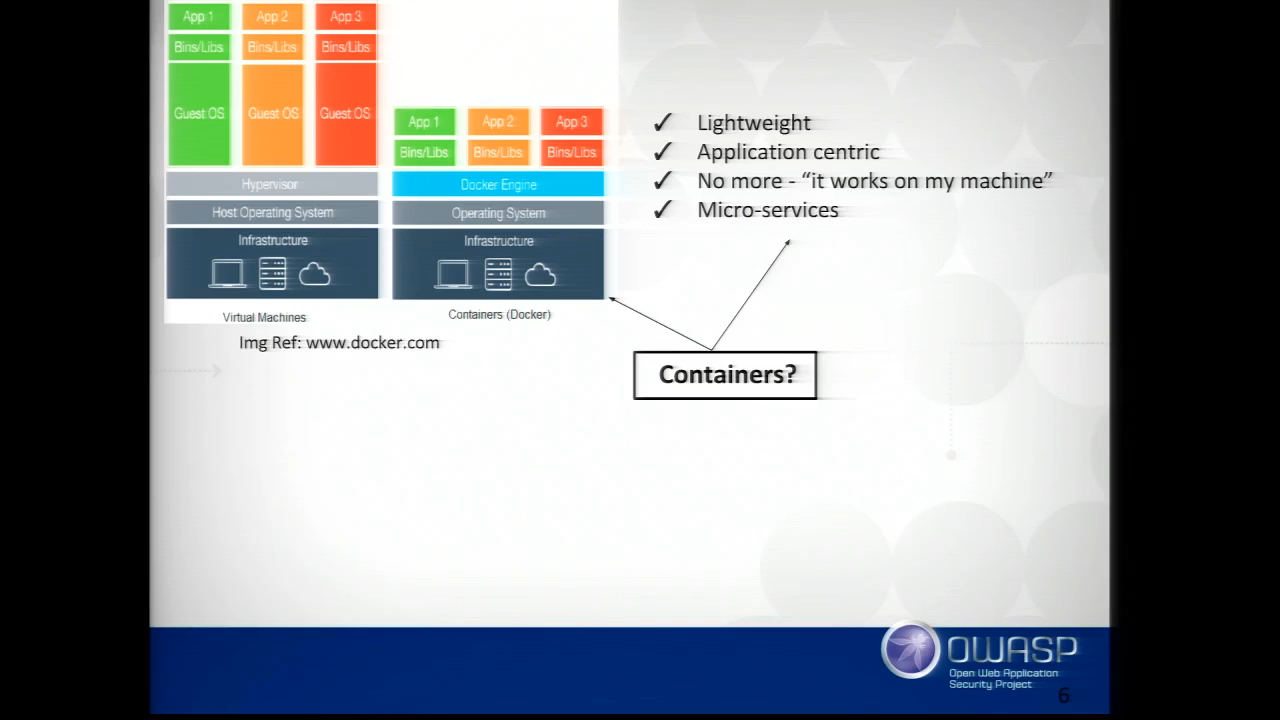 App 1
App 2
App 3
Bins/Libs
Bins/Libs
Bins/Libs
Guest OS
Guest OS
Guest OS
Hypervisor
Host Operating System
Infrastructure
Virtual Machines
App 1
App 2
App 3
Bins/Libs
Bins/Libs
Bins/Libs
Docker Engine
Operating System
Infrastructure
Containers (Docker)
Img Ref: www.docker.com
✓ Lightweight
✓ Application centric
✓ No more - “it works on my machine”
✓ Micro-services
Containers?
OWASP
Open Web Application
Security Project
6